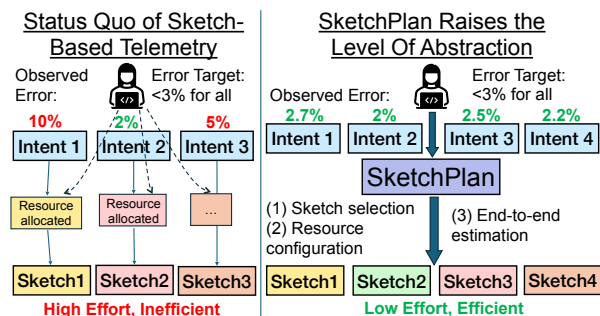 Status Quo of Sketch-
Based Telemetry
Observed
Error:
Error Target:
<3% for all
10%
2%
5%
Intent 1
Intent 2
Intent 3
Resource
allocated
Resource
allocated
...
Sketch1
Sketch2
Sketch3
High Effort, Inefficient
SketchPlan Raises the
Level Of Abstraction
Error Target:
<3% for all
Observed Error:
2.7%
2%
2.5%
2.2%
Intent 1
Intent 2
Intent 3
Intent 4
SketchPlan
(1) Sketch selection
(2) Resource
configuration
(3) End-to-end
estimation
Sketch1
Sketch2
Sketch3
Sketch4
Low Effort, Efficient